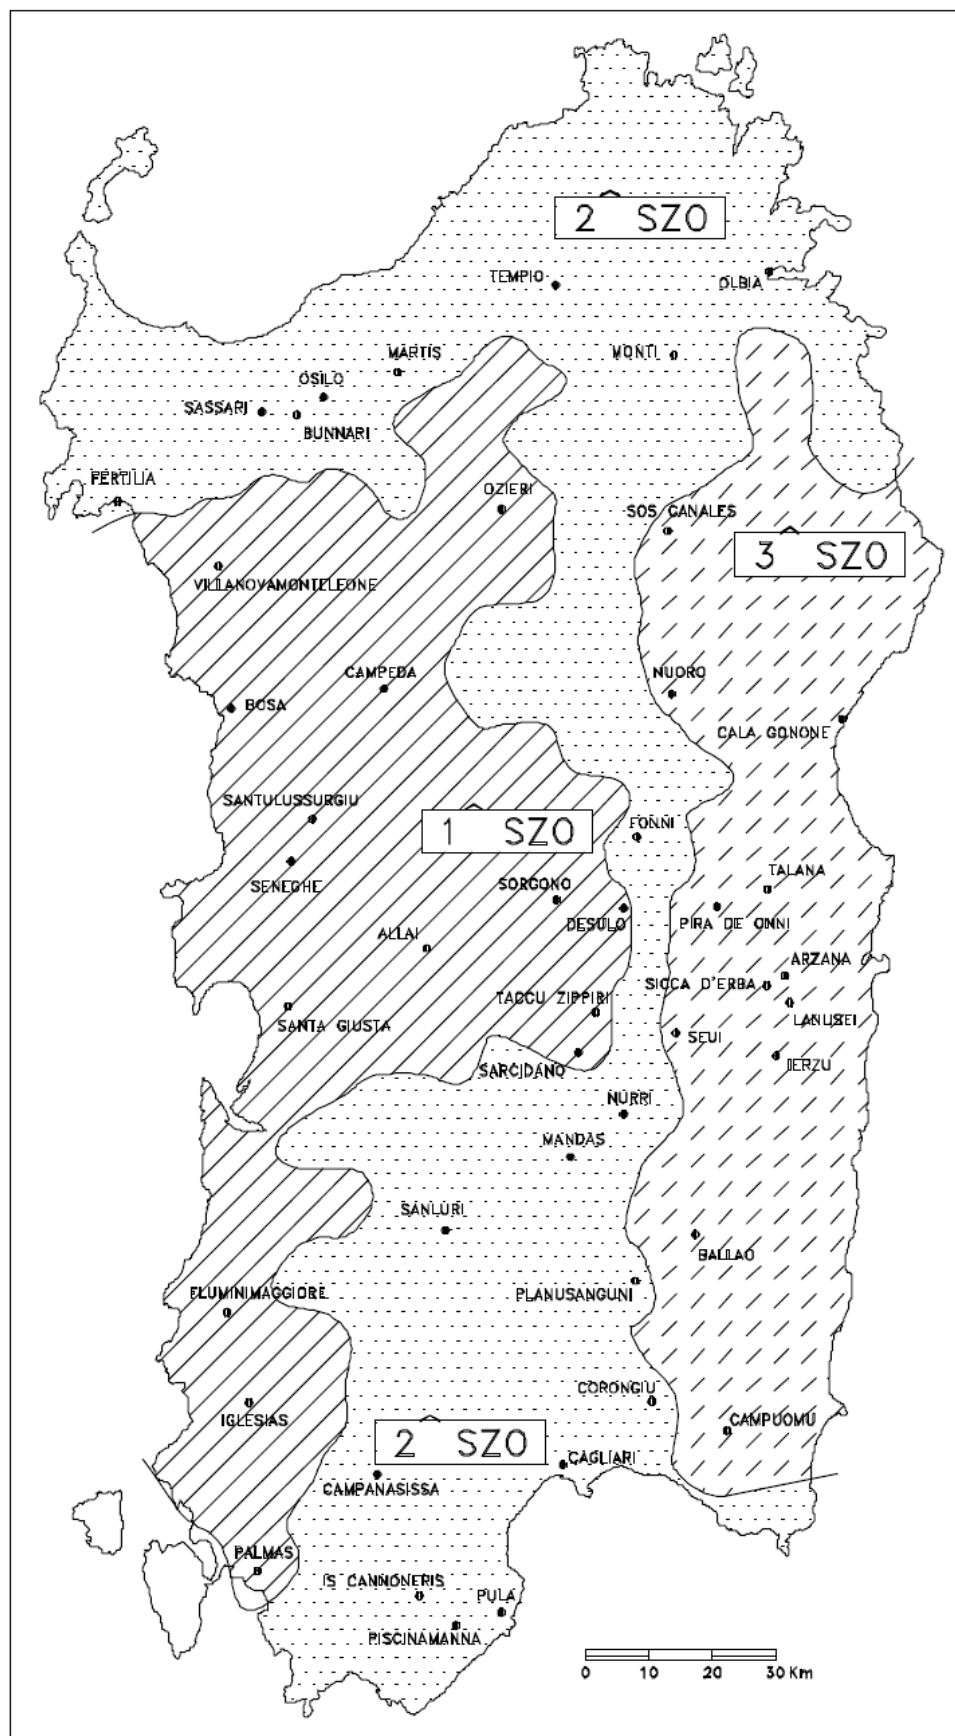 2^ SZO
TEMPIO
OLBIA
MARTIS
MONTI
OSILO
SASSARI
BUNNARI
FERTILIA
OZIERI
SOS CANALES
3^ SZO
VILLANOVAMONTELEONE
CAMPEDA
NUORO
BOSA
CALA GONONE
SANTULUSSURGIU
1^ SZO
FONNI
SENEGHE
SORGONO
TALANA
DESULO
PIRA DE ONNI
ALLAI
ARZANA
SICCA D'ERBA
TACCU ZIPPIRI
SANTA GIUSTA
LANUSEI
SEUI
SARCIDANO
IERZU
NURRI
MANDAS
SANLURI
BALLAO
FLUMINIMAGGIORE
PLANUSANGUNI
CORONGIU
IGLESIAS
CAMPUOMU
2^ SZO
CAGLIARI
CAMPANASISSA
PALMAS
IS CANNONERIS
PULA
PISCINAMANNA
0 10 20 30 Km